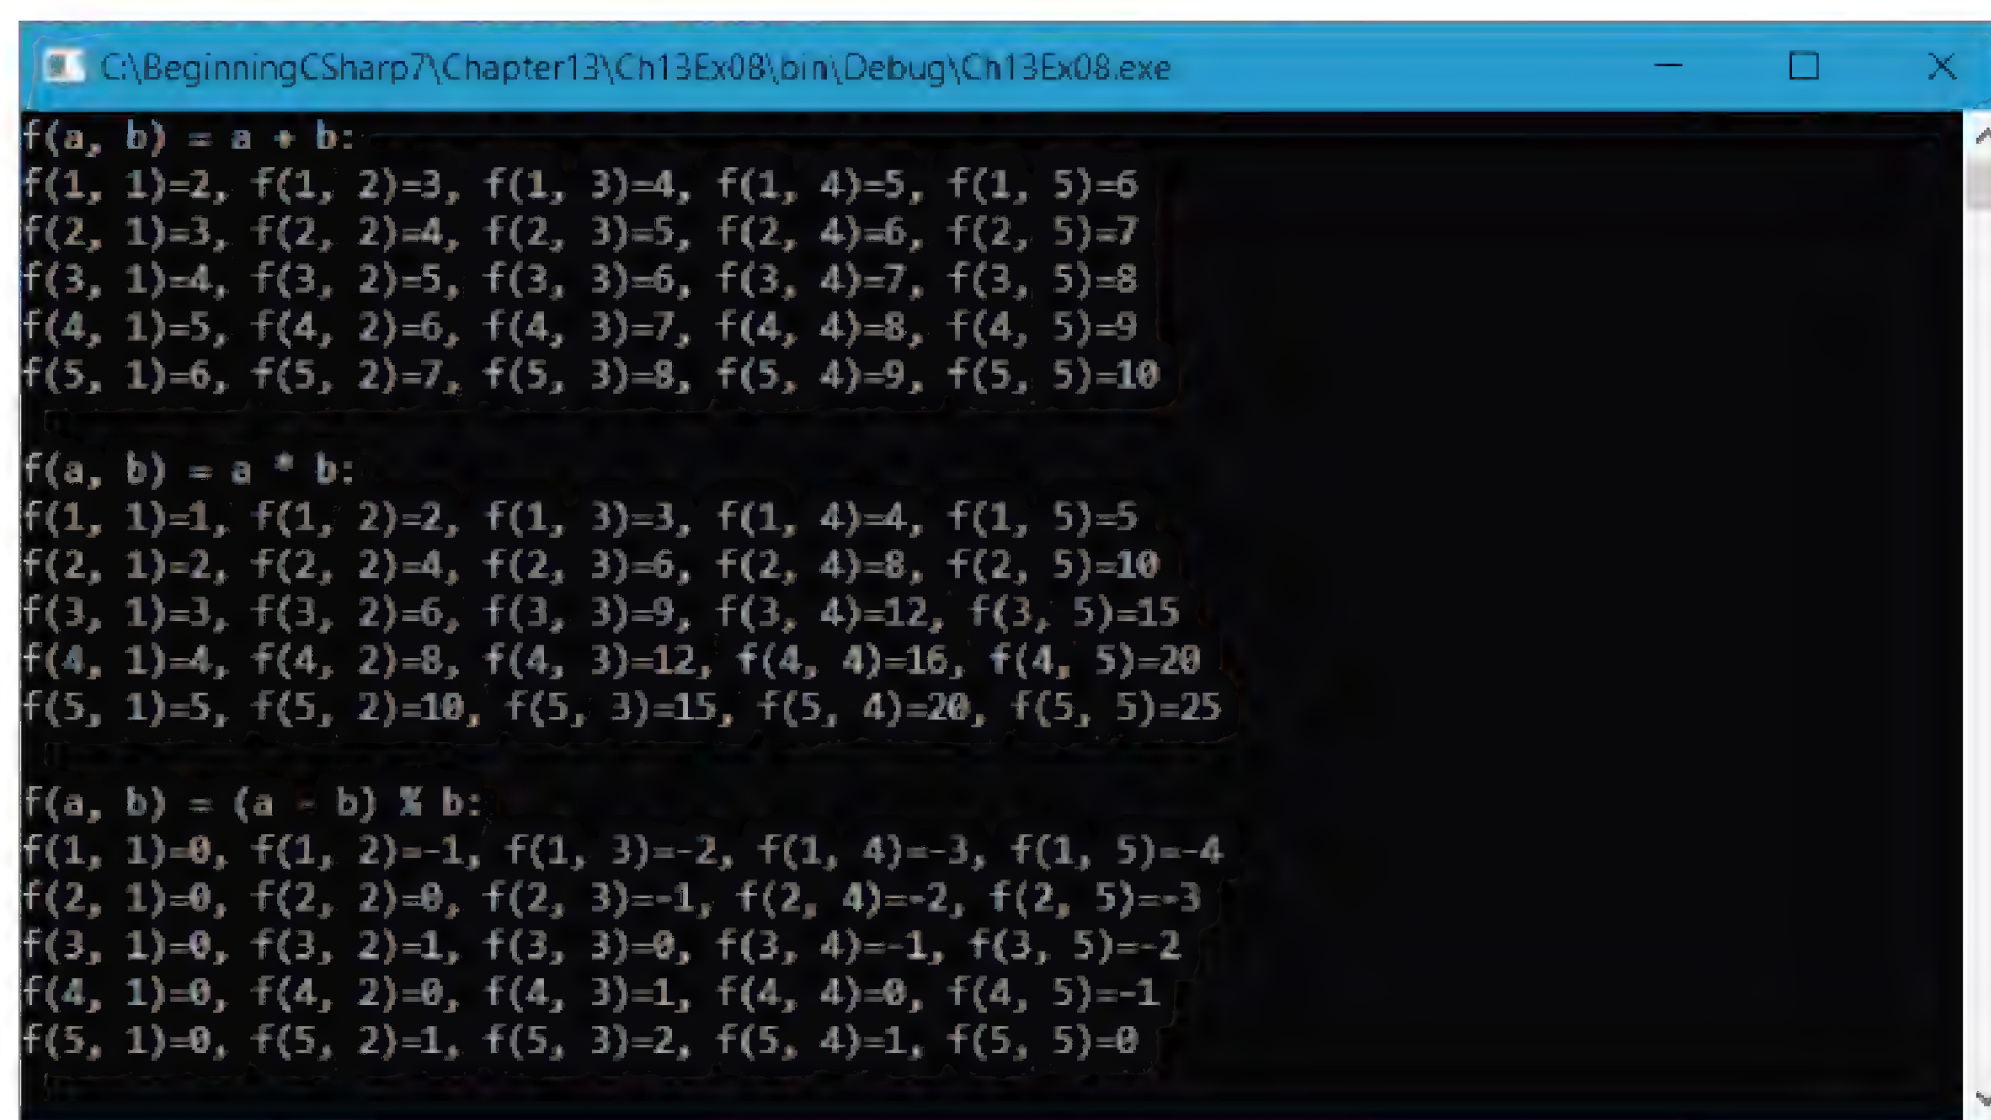 C:\BeginningCSharp7\Chapter13\Ch13Ex08\bin\Debug\Ch13Ex08.exe
f(a, b) = a + b:
f(1, 1)=2, f(1, 2)=3, f(1, 3)=4, f(1, 4)=5, f(1, 5)=6
f(2, 1)=3, f(2, 2)=4, f(2, 3)=5, f(2, 4)=6, f(2, 5)=7
f(3, 1)=4, f(3, 2)=5, f(3, 3)=6, f(3, 4)=7, f(3, 5)=8
f(4, 1)=5, f(4, 2)=6, f(4, 3)=7, f(4, 4)=8, f(4, 5)=9
f(5, 1)=6, f(5, 2)=7, f(5, 3)=8, f(5, 4)=9, f(5, 5)=10
f(a, b) = a * b:
f(1, 1)=1, f(1, 2)=2, f(1, 3)=3, f(1, 4)=4, f(1, 5)=5
f(2, 1)=2, f(2, 2)=4, f(2, 3)=6, f(2, 4)=8, f(2, 5)=10
f(3, 1)=3, f(3, 2)=6, f(3, 3)=9, f(3, 4)=12, f(3, 5)=15
f(4, 1)=4, f(4, 2)=8, f(4, 3)=12, f(4, 4)=16, f(4, 5)=20
f(5, 1)=5, f(5, 2)=10, f(5, 3)=15, f(5, 4)=20, f(5, 5)=25
f(a, b) = (a - b) % b:
f(1, 1)=0, f(1, 2)=-1, f(1, 3)=-2, f(1, 4)=-3, f(1, 5)=-4
f(2, 1)=0, f(2, 2)=0, f(2, 3)=-1, f(2, 4)=-2, f(2, 5)=-3
f(3, 1)=0, f(3, 2)=1, f(3, 3)=0, f(3, 4)=-1, f(3, 5)=-2
f(4, 1)=0, f(4, 2)=0, f(4, 3)=1, f(4, 4)=0, f(4, 5)=-1
f(5, 1)=0, f(5, 2)=1, f(5, 3)=2, f(5, 4)=1, f(5, 5)=0